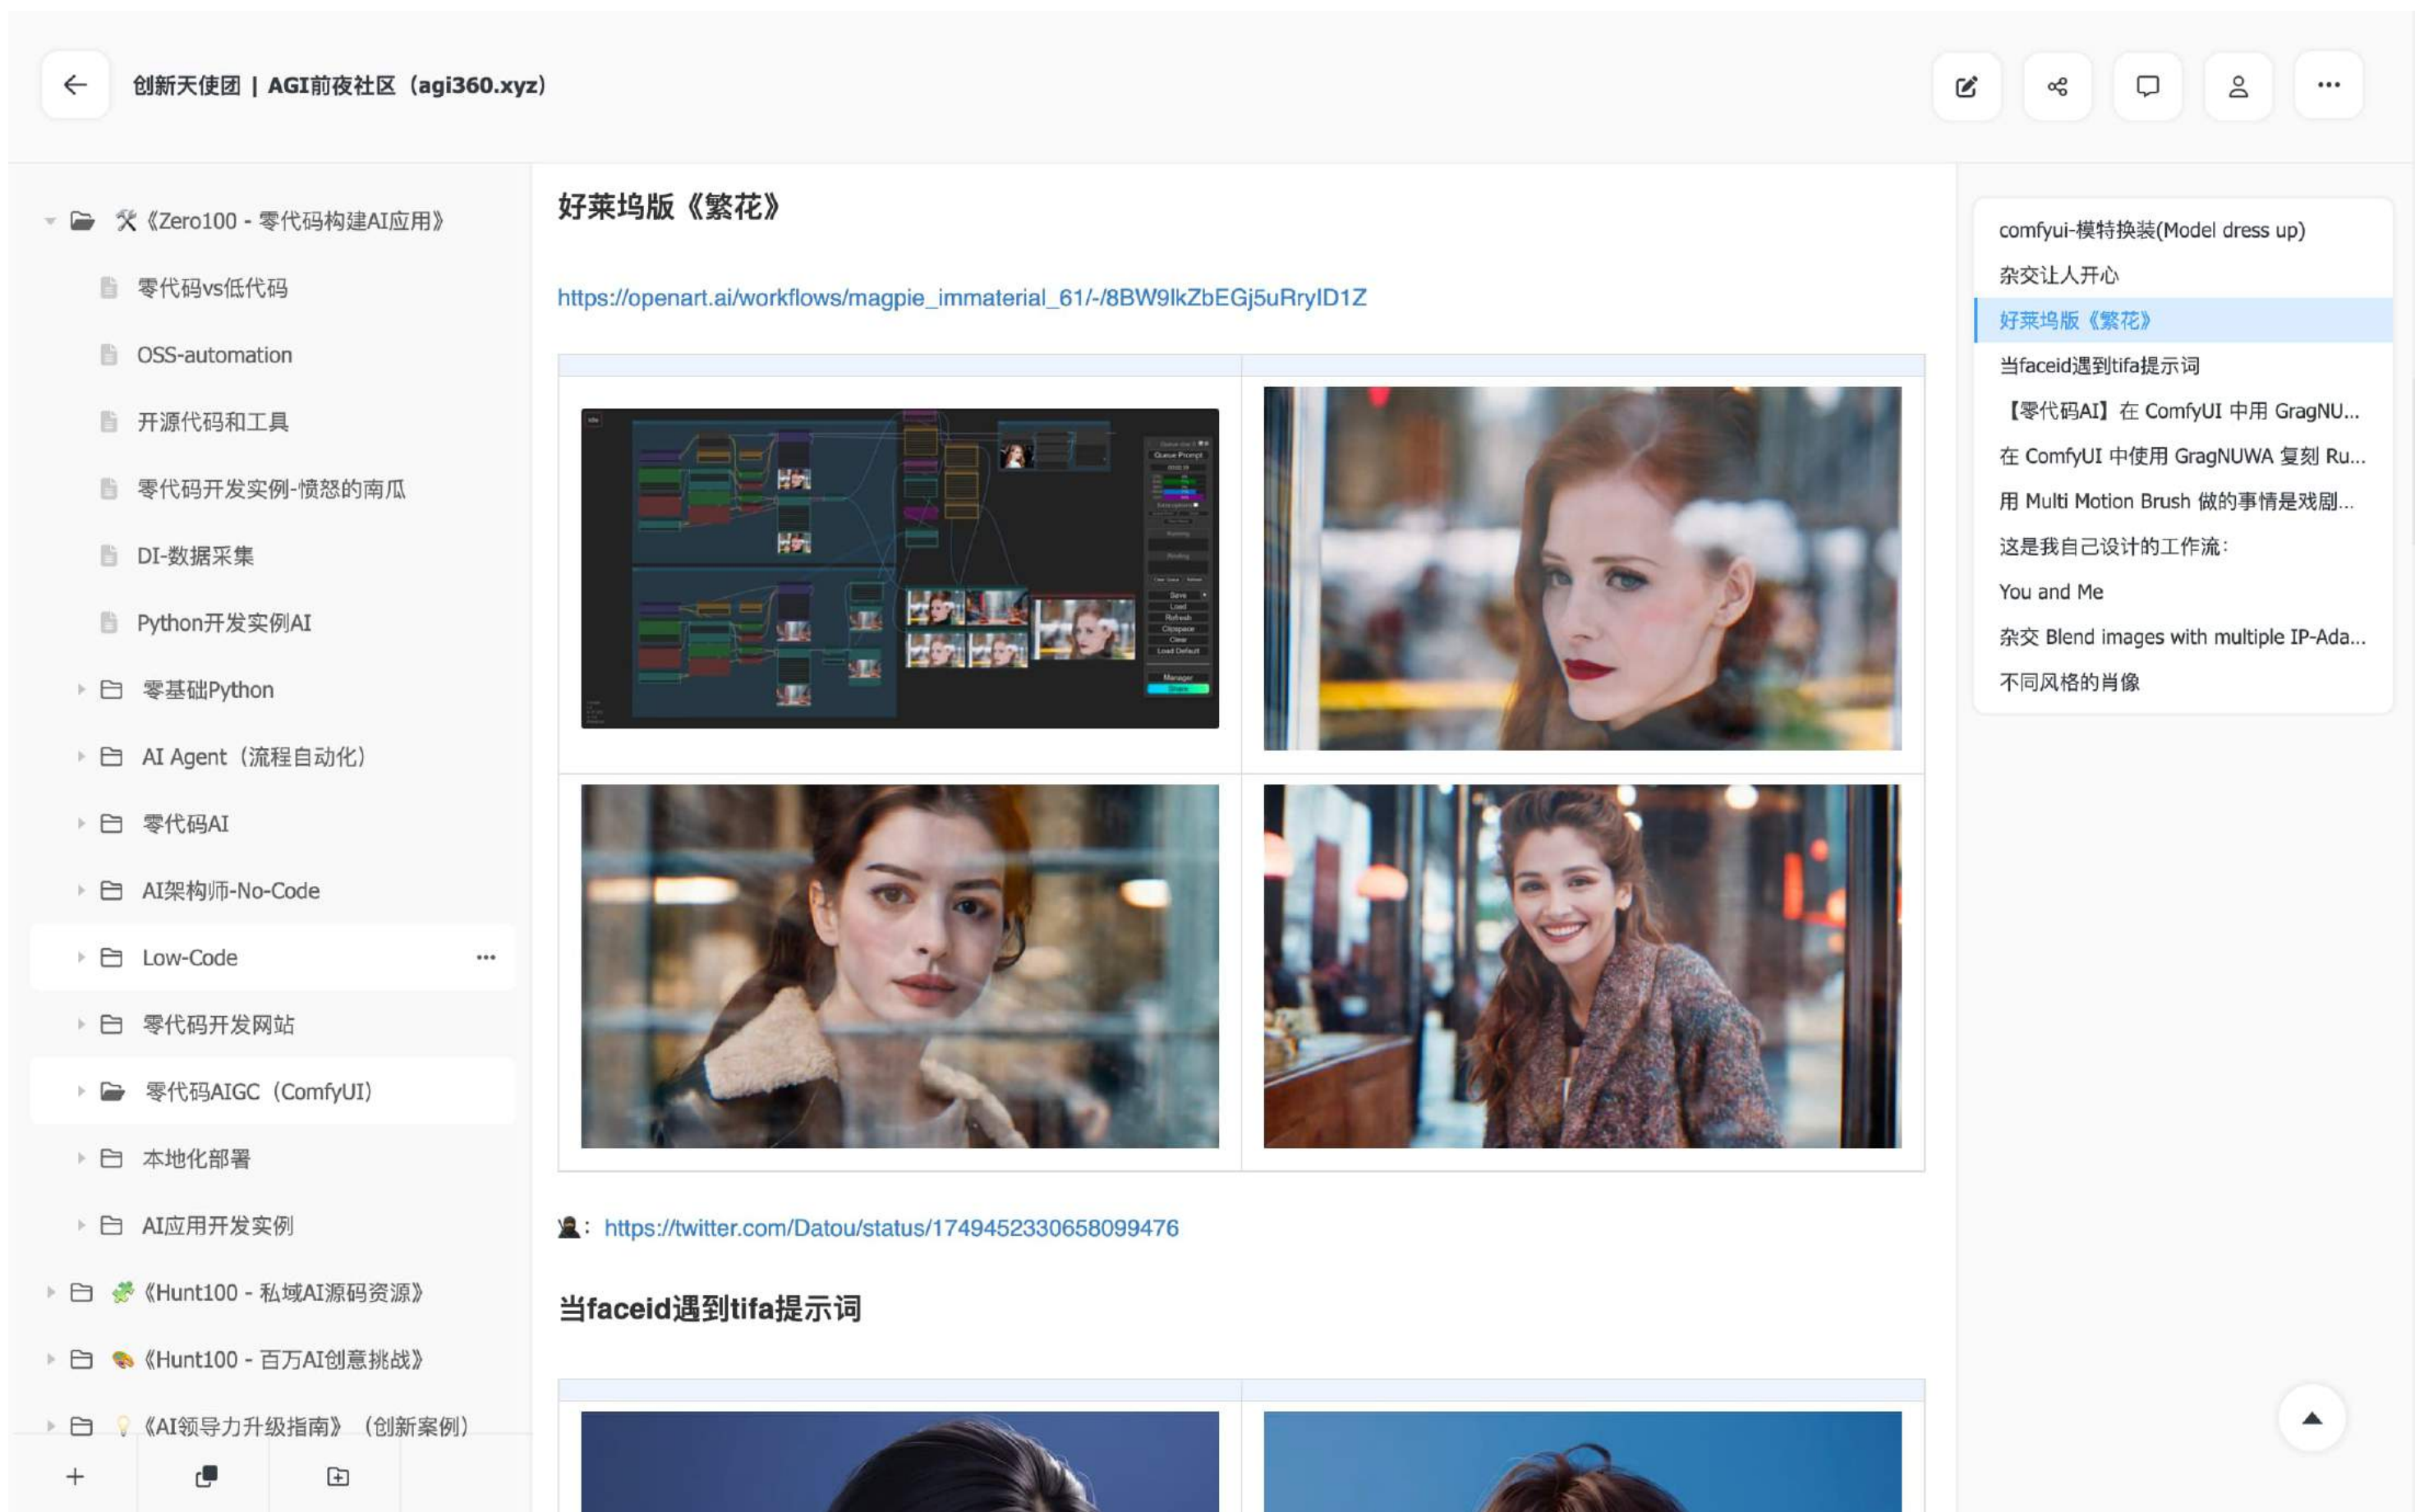 创新天使团 | AGI前夜社区（agi360.xyz）
🛠《Zero100 - 零代码构建AI应用》
零代码vs低代码
OSS-automation
开源代码和工具
零代码开发实例-愤怒的南瓜
DI-数据采集
Python开发实例AI
零基础Python
AI Agent（流程自动化）
零代码AI
AI架构师-No-Code
Low-Code
零代码开发网站
零代码AIGC（ComfyUI）
本地化部署
AI应用开发实例
《Hunt100 - 私域AI源码资源》
《Hunt100 - 百万AI创意挑战》
《AI领导力升级指南》（创新案例）
好莱坞版《繁花》
https://openart.ai/workflows/magpie_immaterial_61/-/8BW9lkZbEGj5uRryID1Z
Queue Prompt
Save
Load
Refresh
Clipspace
Clear
Load Default
Manager
Share
: https://twitter.com/Datou/status/1749452330658099476
当faceid遇到tifa提示词
comfyui-模特换装(Model dress up)
杂交让人开心
好莱坞版《繁花》
当faceid遇到tifa提示词
【零代码AI】在 ComfyUI 中用 GragNU...
在 ComfyUI 中使用 GragNUWA 复刻 Ru...
用 Multi Motion Brush 做的事情是戏剧...
这是我自己设计的工作流：
You and Me
杂交 Blend images with multiple IP-Ada...
不同风格的肖像